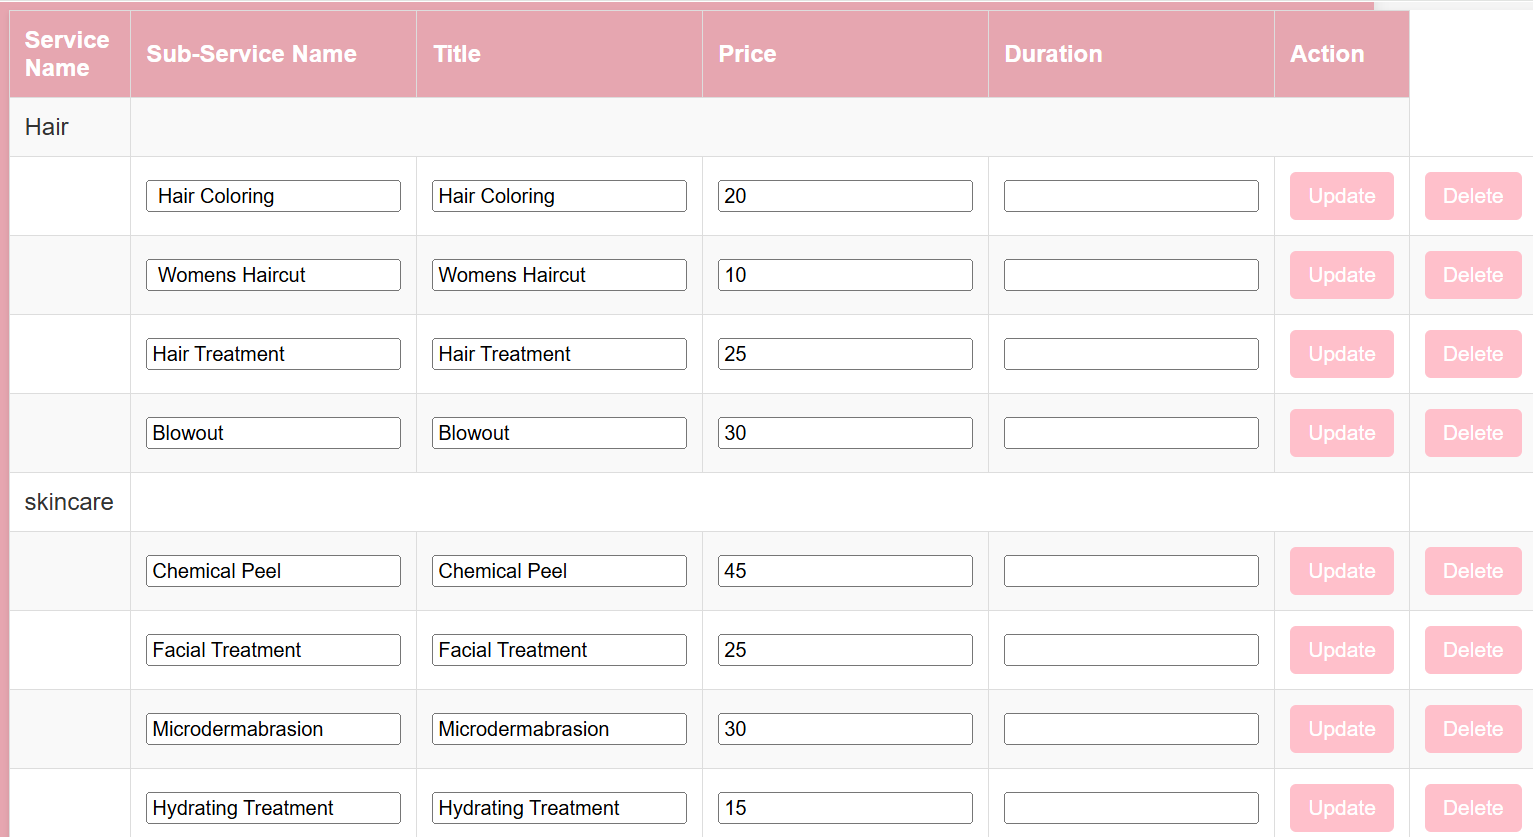 Service Name Sub-Service Name Title Price Duration Action
Hair
Hair Coloring Hair Coloring 20 Update Delete
Womens Haircut Womens Haircut 10 Update Delete
Hair Treatment Hair Treatment 25 Update Delete
Blowout Blowout 30 Update Delete
skincare
Chemical Peel Chemical Peel 45 Update Delete
Facial Treatment Facial Treatment 25 Update Delete
Microdermabrasion Microdermabrasion 30 Update Delete
Hydrating Treatment Hydrating Treatment 15 Update Delete